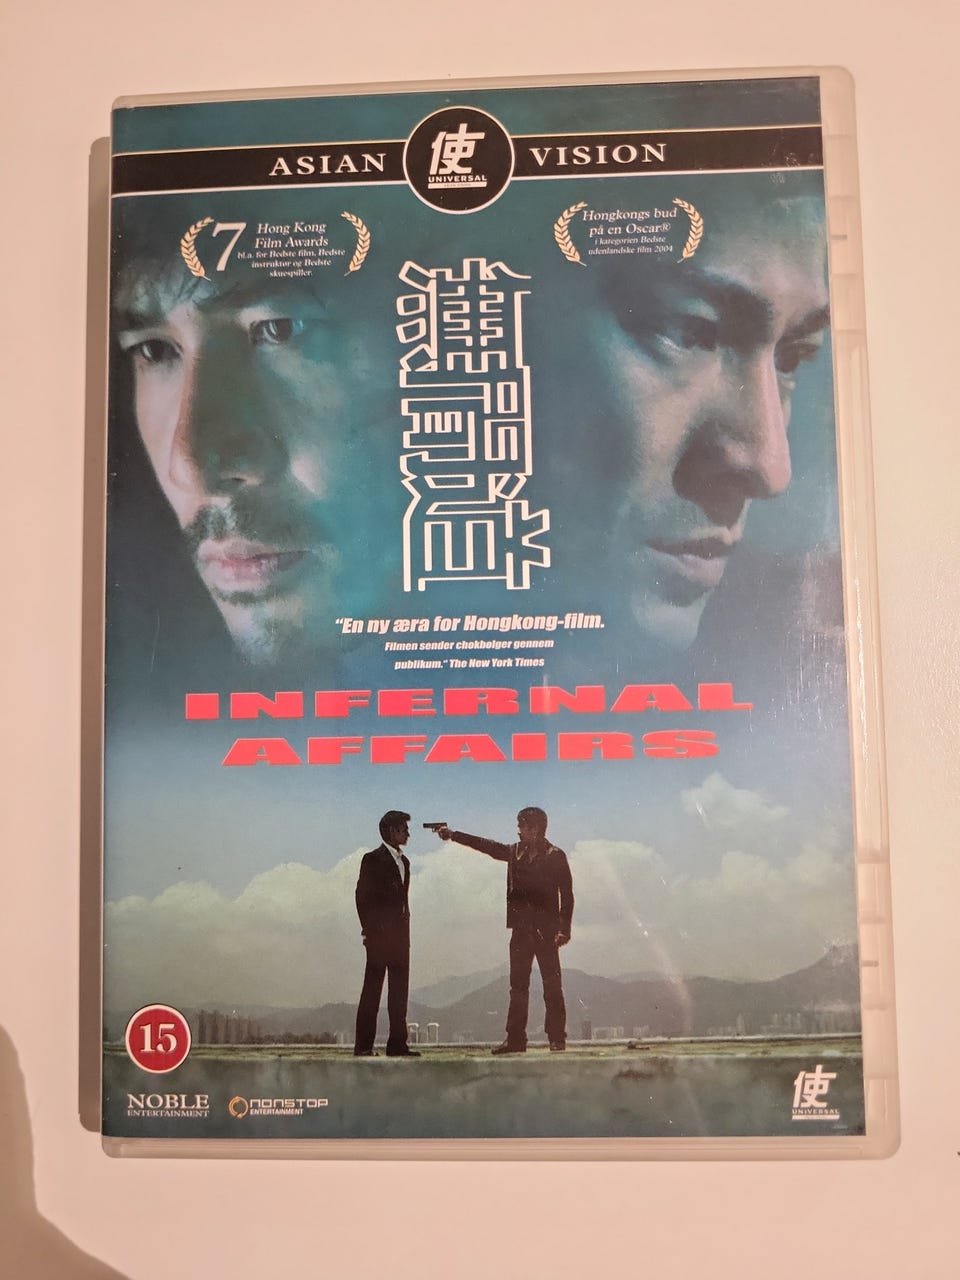 ASIAN 使 VISION
UNIVERSAL
7 Hong Kong
Film Awards
bl.a. for Bedste film, Bedste
instruktør og Bedste
skuespiller.
Hongkongs bud
på en Oscar®
i kategorien Bedste
udenlandske film 2004
無間道
"En ny æra for Hongkong-film.
Filmen sender chokbølger gennem
publikum." The New York Times
INFERNAL
AFFAIRS
15
NOBLE
ENTERTAINMENT
NONSTOP
ENTERTAINMENT
使
UNIVERSAL